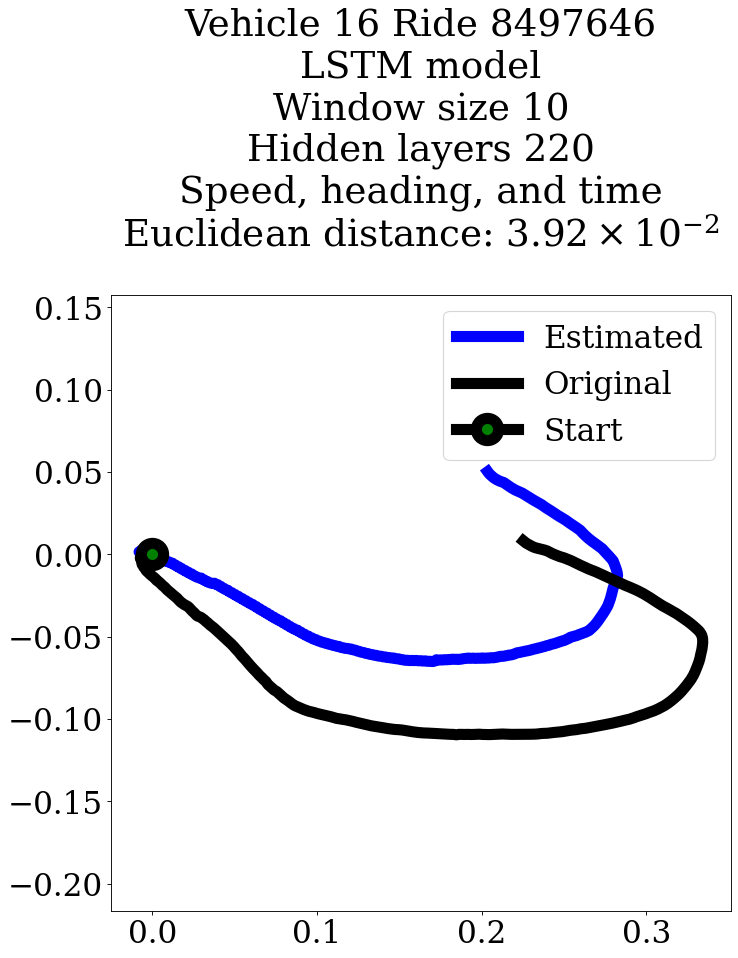 Vehicle 16 Ride 8497646
LSTM model
Window size 10
Hidden layers 220
Speed, heading, and time
Euclidean distance: 3.92 × 10⁻²
Estimated
Original
Start
0.15
0.10
0.05
0.00
−0.05
−0.10
−0.15
−0.20
0.0 0.1 0.2 0.3